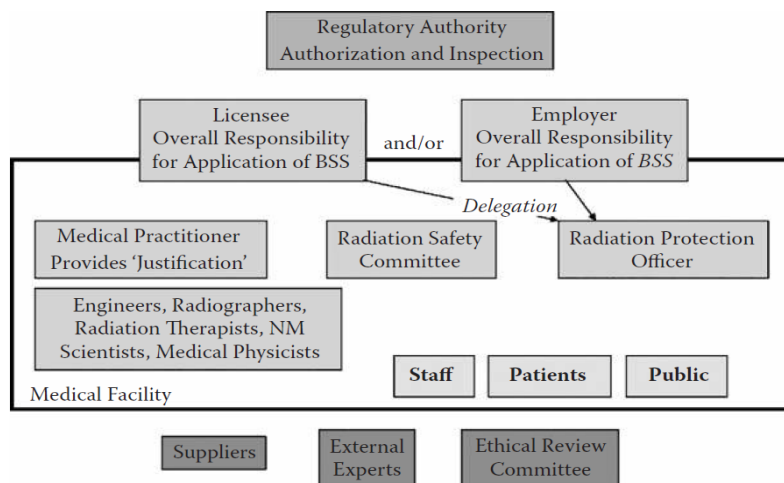 Regulatory Authority
Authorization and Inspection
Licensee
Overall Responsibility
for Application of BSS
and/or
Employer
Overall Responsibility
for Application of BSS
Delegation
Medical Practitioner
Provides ‘Justification’
Radiation Safety
Committee
Radiation Protection
Officer
Engineers, Radiographers,
Radiation Therapists, NM
Scientists, Medical Physicists
Staff
Patients
Public
Medical Facility
Suppliers
External
Experts
Ethical Review
Committee